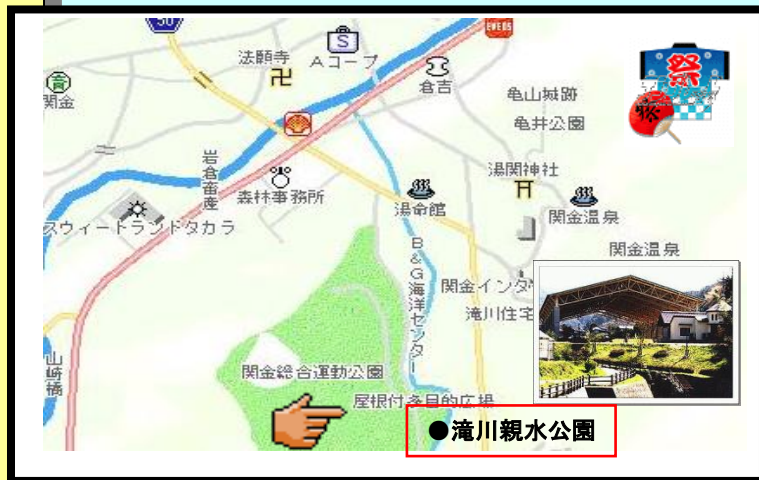 50
法願寺
卍
S
Aコープ
倉吉
祭
関金
亀山城跡
亀井公園
岩倉畜産
湯関神社
森林事務所
湯命館
関金温泉
スウィートランドタカラ
関金温泉
B&G海洋センター
関金インタ
滝川住宅
山崎橋
関金総合運動公園
屋根付多目的広場
●滝川親水公園